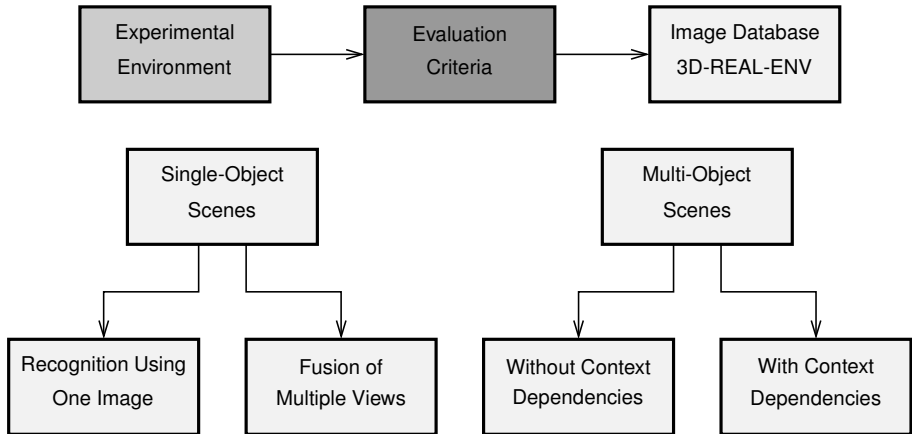 Experimental
Environment
Evaluation
Criteria
Image Database
3D-REAL-ENV
Single-Object
Scenes
Multi-Object
Scenes
Recognition Using
One Image
Fusion of
Multiple Views
Without Context
Dependencies
With Context
Dependencies